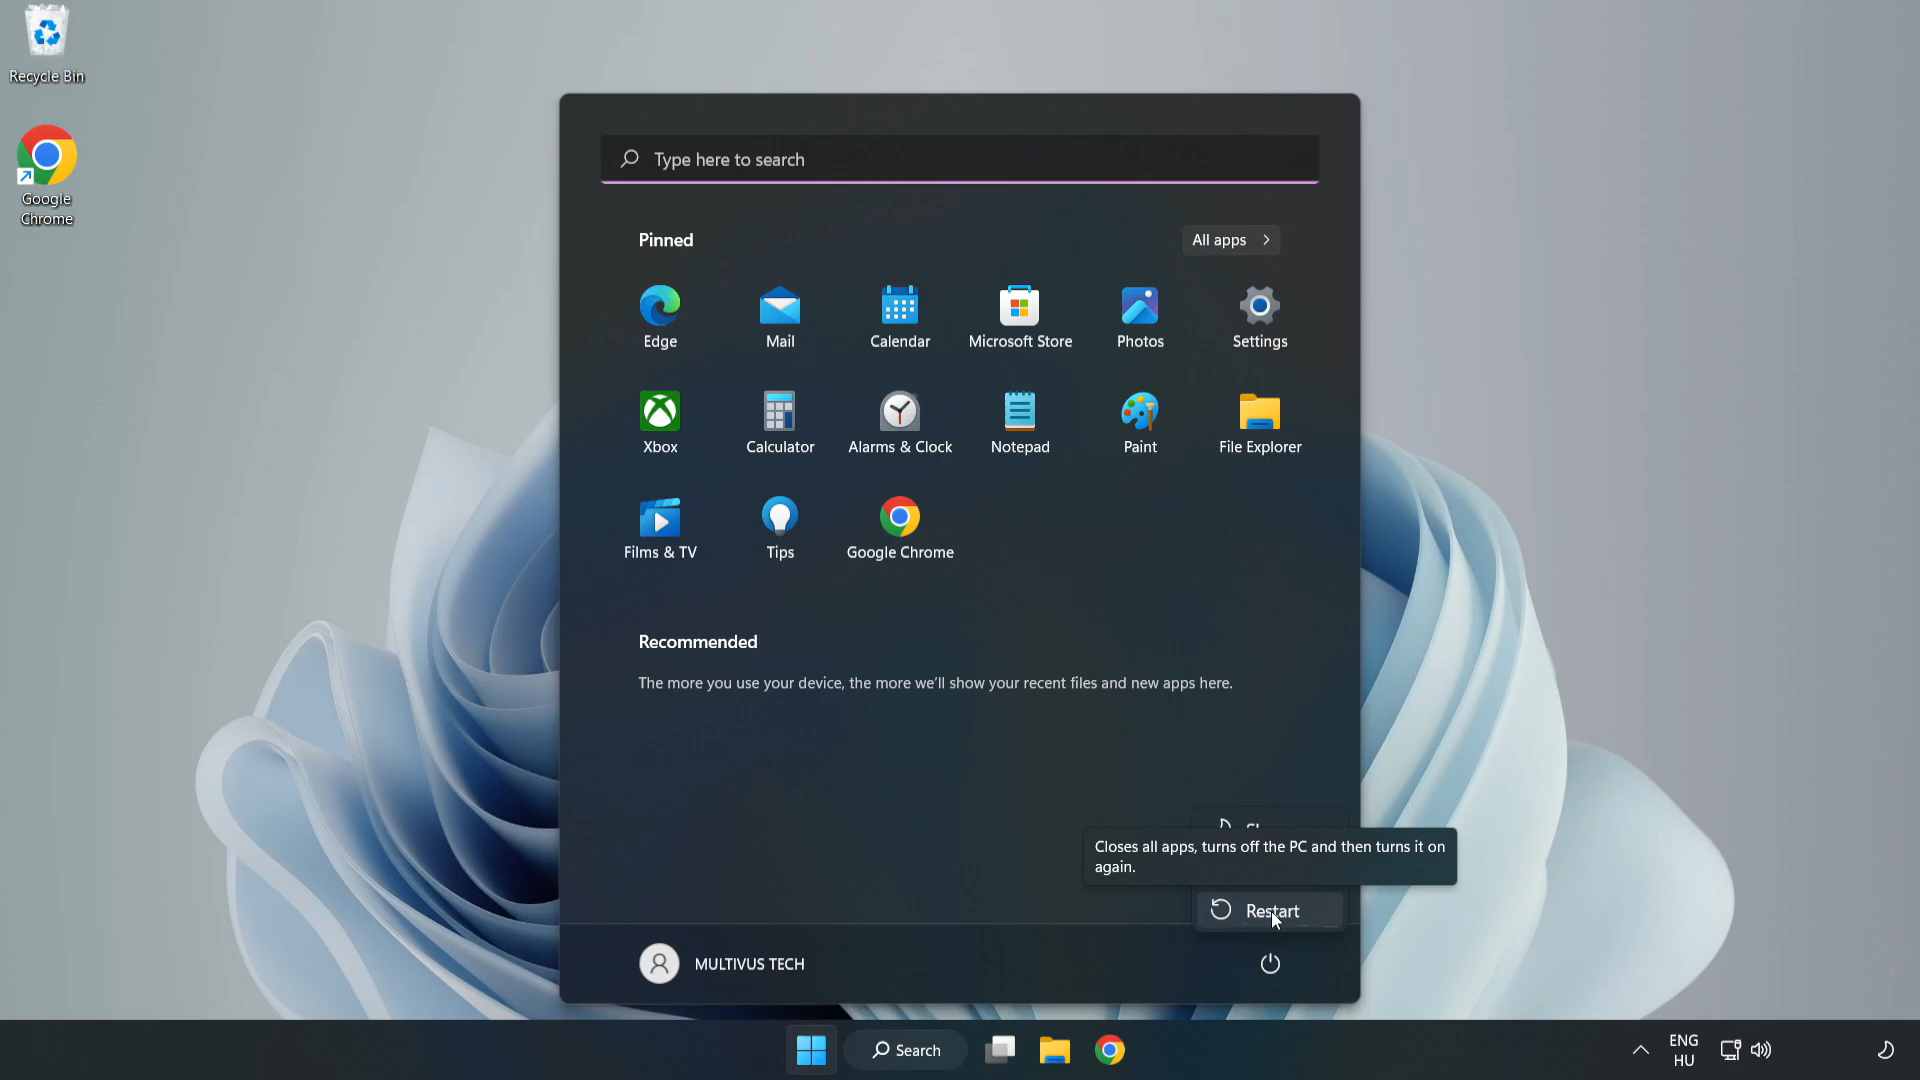 Recycle Bin
Google
Chrome
Type here to search
Pinned
All apps
Edge
Mail
Calendar
Microsoft Store
Photos
Settings
Xbox
Calculator
Alarms & Clock
Notepad
Paint
File Explorer
Films & TV
Tips
Google Chrome
Recommended
The more you use your device, the more we'll show your recent files and new apps here.
Closes all apps, turns off the PC and then turns it on
again.
Restart
MULTIVUS TECH
Search
ENG
HU